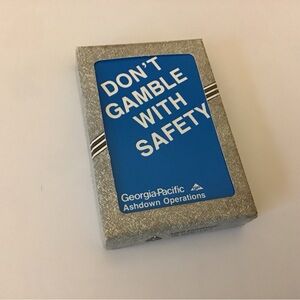 DON'T
GAMBLE
WITH
SAFETY
Georgia-Pacific
Ashdown Operations